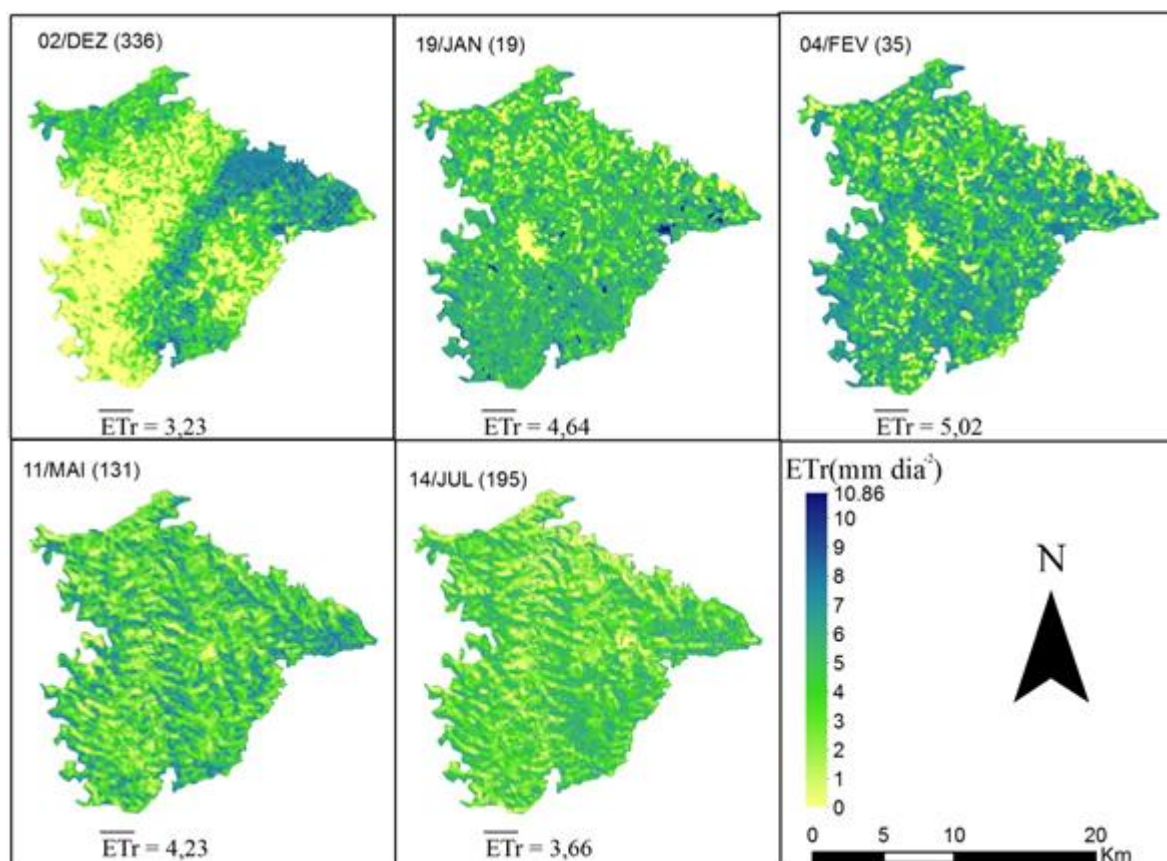 02/DEZ (336)
ETr = 3,23
19/JAN (19)
ETr = 4,64
04/FEV (35)
ETr = 5,02
11/MAI (131)
ETr = 4,23
14/JUL (195)
ETr = 3,66
ETr(mm dia⁻²)
10.86
10
9
8
7
6
5
4
3
2
1
0
N
0 5 10 20
Km